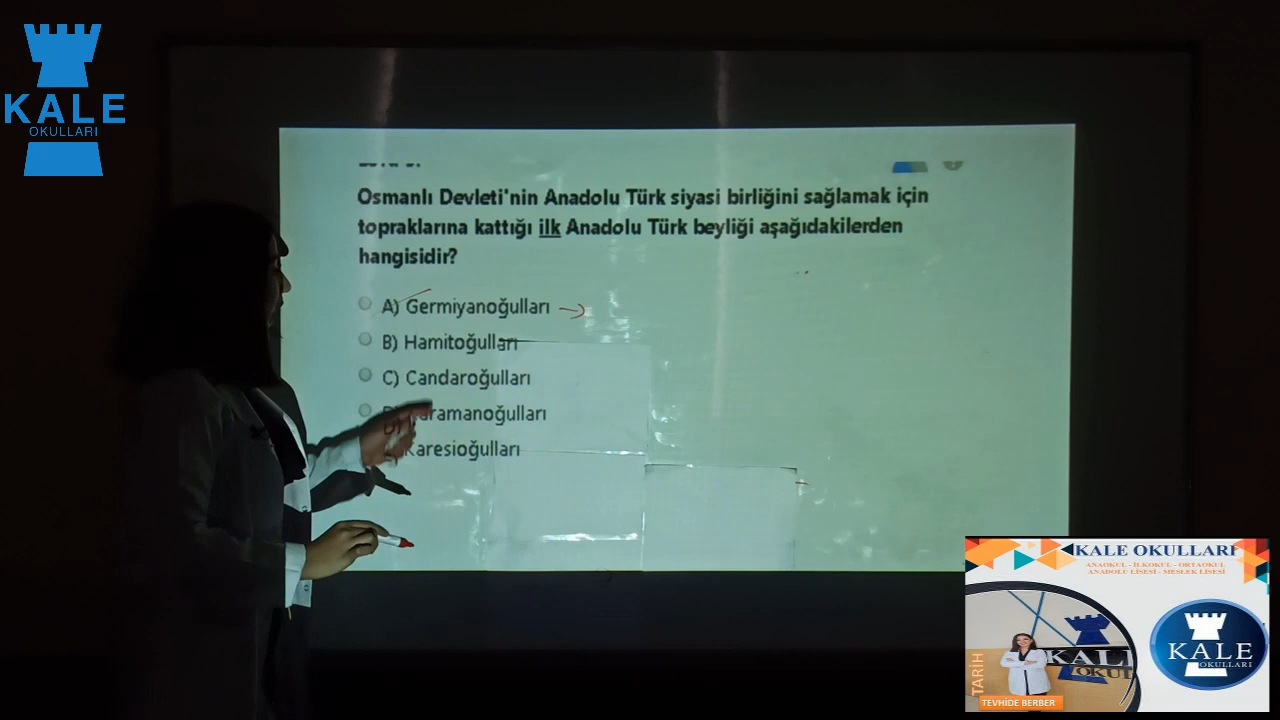 KALE
OKULLARI
Osmanlı Devleti'nin Anadolu Türk siyasi birliğini sağlamak için
topraklarına kattığı ilk Anadolu Türk beyliği aşağıdakilerden
hangisidir?
A) Germiyanoğulları
B) Hamitoğulları
C) Candaroğulları
D) Karamanoğulları
Karesioğulları
KALE OKULLARI
ANAOKUL - İLKOKUL - ORTAOKUL
ANADOLU LİSESİ - MESLEK LİSESİ
KALE
OKUL
KALE
OKULLARI
TARİH
TEVHİDE BERBER